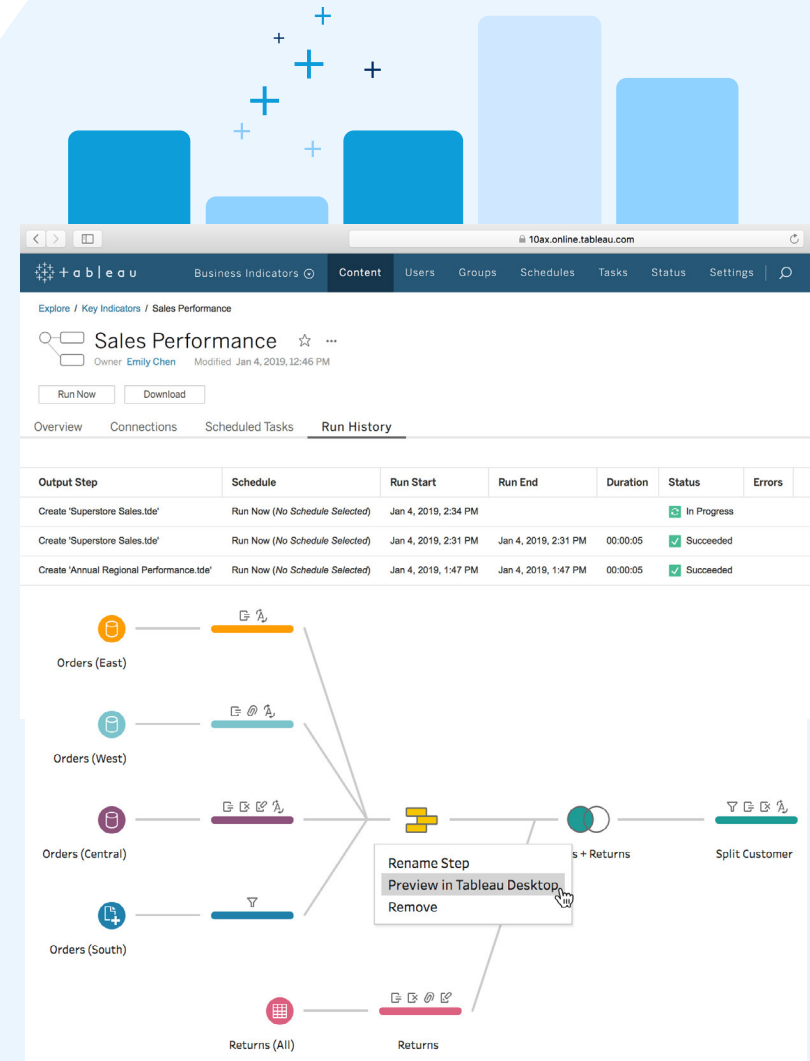 10ax.online.tableau.com
+ableau Business Indicators Content Users Groups Schedules Tasks Status Settings
Explore / Key Indicators / Sales Performance
Sales Performance
Owner Emily Chen Modified Jan 4, 2019, 12:46 PM
Run Now Download
Overview Connections Scheduled Tasks Run History
Output Step Schedule Run Start Run End Duration Status Errors
Create 'Superstore Sales.tde' Run Now (No Schedule Selected) Jan 4, 2019, 2:34 PM In Progress
Create 'Superstore Sales.tde' Run Now (No Schedule Selected) Jan 4, 2019, 2:31 PM Jan 4, 2019, 2:31 PM 00:00:05 Succeeded
Create 'Annual Regional Performance.tde' Run Now (No Schedule Selected) Jan 4, 2019, 1:47 PM Jan 4, 2019, 1:47 PM 00:00:05 Succeeded
Orders (East)
Orders (West)
Orders (Central)
s + Returns
Split Customer
Rename Step
Preview in Tableau Desktop
Remove
Orders (South)
Returns (All)
Returns